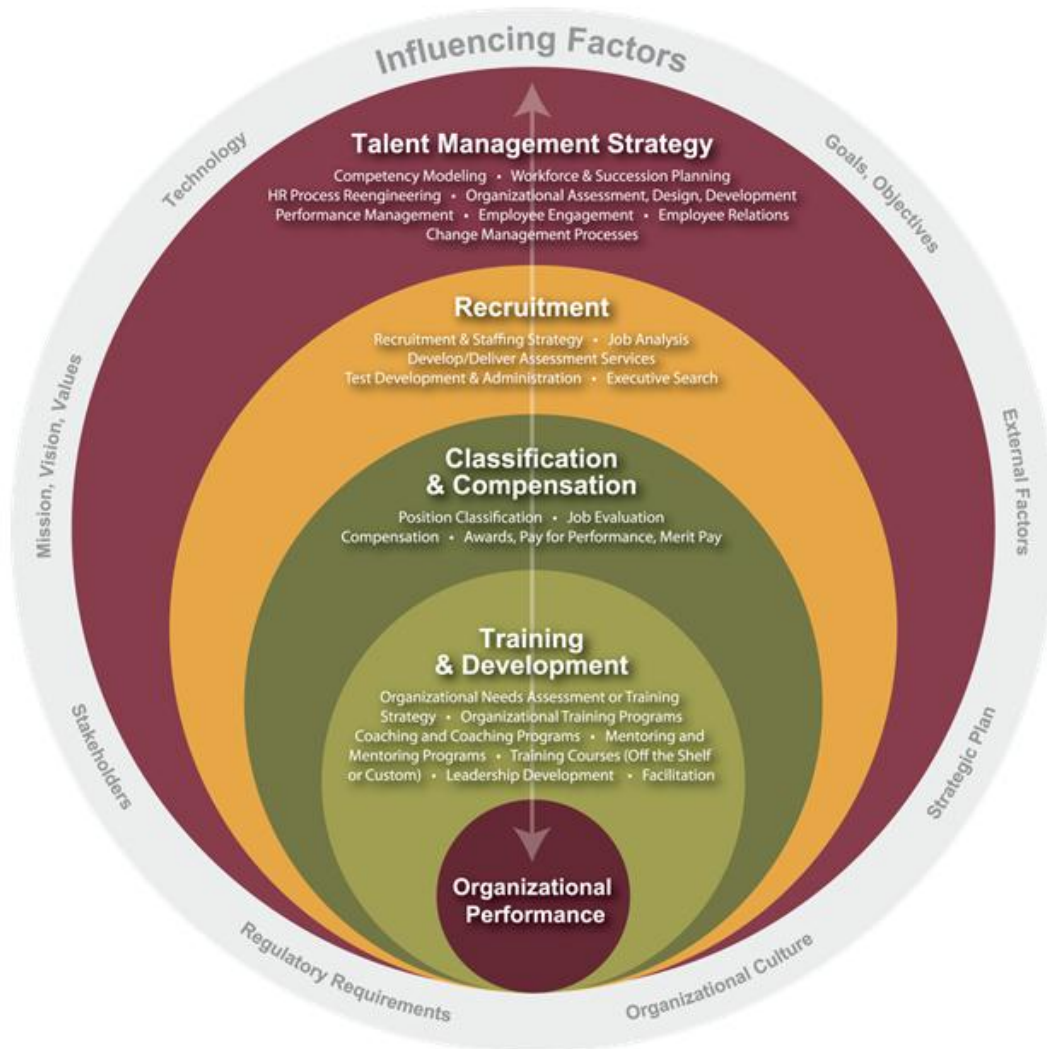 Influencing Factors
Technology
Goals, Objectives
Mission, Vision, Values
External Factors
Stakeholders
Strategic Plan
Regulatory Requirements
Organizational Culture
Talent Management Strategy
Competency Modeling • Workforce & Succession Planning
HR Process Reengineering • Organizational Assessment, Design, Development
Performance Management • Employee Engagement • Employee Relations
Change Management Processes
Recruitment
Recruitment & Staffing Strategy • Job Analysis
Develop/Deliver Assessment Services
Test Development & Administration • Executive Search
Classification
& Compensation
Position Classification • Job Evaluation
Compensation • Awards, Pay for Performance, Merit Pay
Training
& Development
Organizational Needs Assessment or Training
Strategy • Organizational Training Programs
Coaching and Coaching Programs • Mentoring and
Mentoring Programs • Training Courses (Off the Shelf
or Custom) • Leadership Development • Facilitation
Organizational
Performance